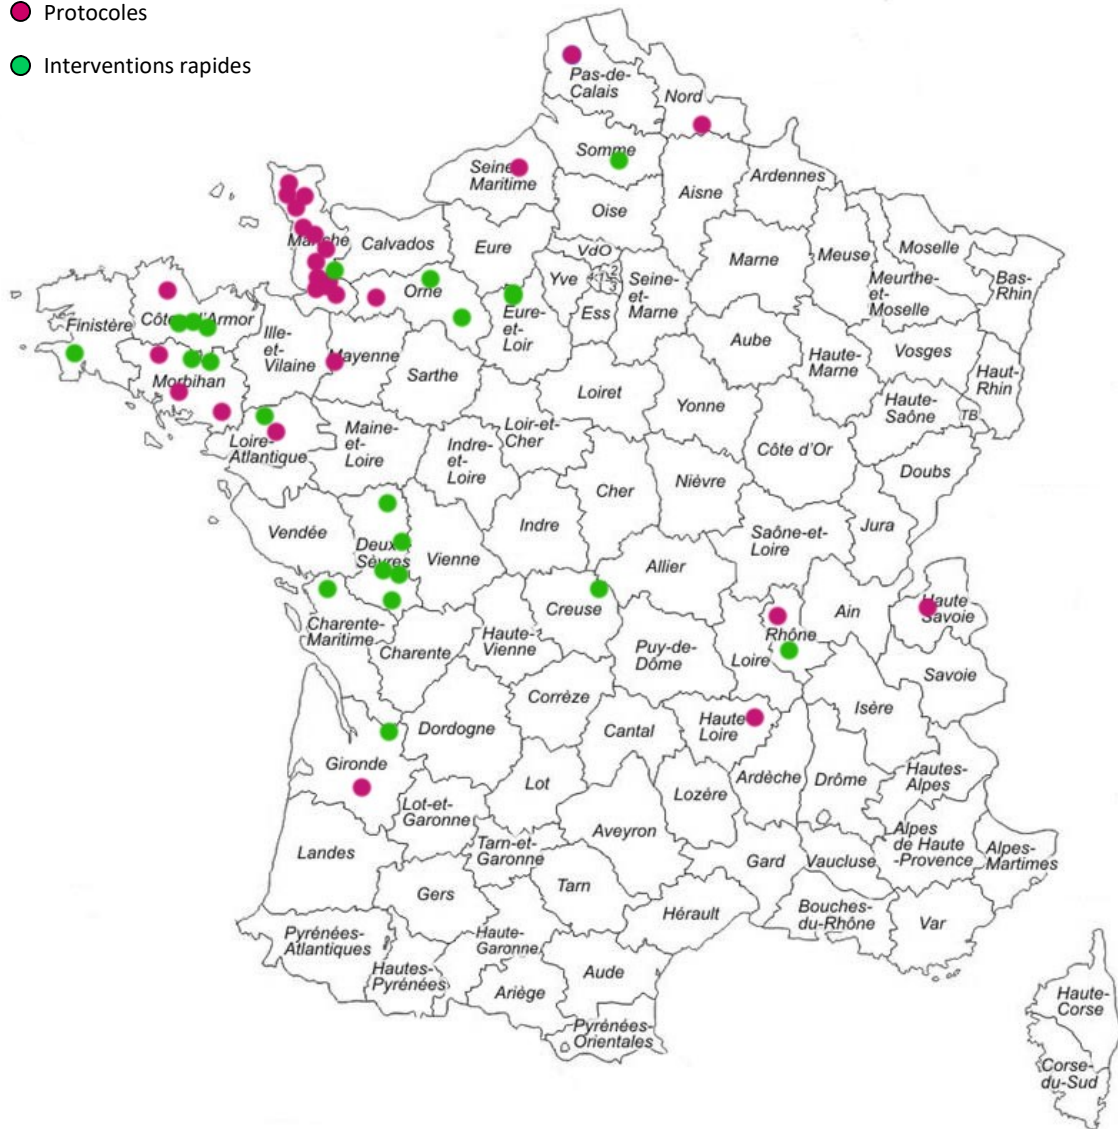 Protocoles
Interventions rapides
Pas-de-
Calais
Nord
Somme
Seine
Maritime
Aisne
Ardennes
Oise
Manche
Calvados
Eure
VdO
Marne
Meuse
Moselle
Meurthe-
et-
Moselle
Bas-
Rhin
Orne
Yve
Ess
Seine-
et-
Marne
Eure-
et-
Loir
Finistère
Côtes d'Armor
Ille-
et-
Vilaine
Mayenne
Sarthe
Aube
Haute-
Marne
Vosges
Haut-
Rhin
Morbihan
Loiret
Yonne
Haute-
Saône
TB
Loire-
Atlantique
Maine-
et-
Loire
Indre-
et-
Loire
Loir-et-
Cher
Cher
Nièvre
Côte d'Or
Doubs
Vendée
Deux
Sèvres
Vienne
Indre
Saône-et-
Loire
Jura
Allier
Creuse
Charente-
Maritime
Charente
Haute-
Vienne
Puy-de-
Dôme
Loire
Rhône
Ain
Haute
Savoie
Savoie
Isère
Corrèze
Dordogne
Cantal
Haute
Loire
Gironde
Lot
Lot-et-
Garonne
Lozére
Ardèche
Drôme
Hautes-
Alpes
Landes
Tarn-et-
Garonne
Aveyron
Gard
Vaucluse
Alpes
de Haute
-Provence
Alpes-
Martimes
Gers
Tarn
Hérault
Bouches-
du-Rhône
Var
Pyrénées-
Atlantiques
Hautes-
Pyrénées
Haute-
Garonne
Ariège
Aude
Pyrénées-
Orientales
Haute-
Corse
Corse-
du-Sud